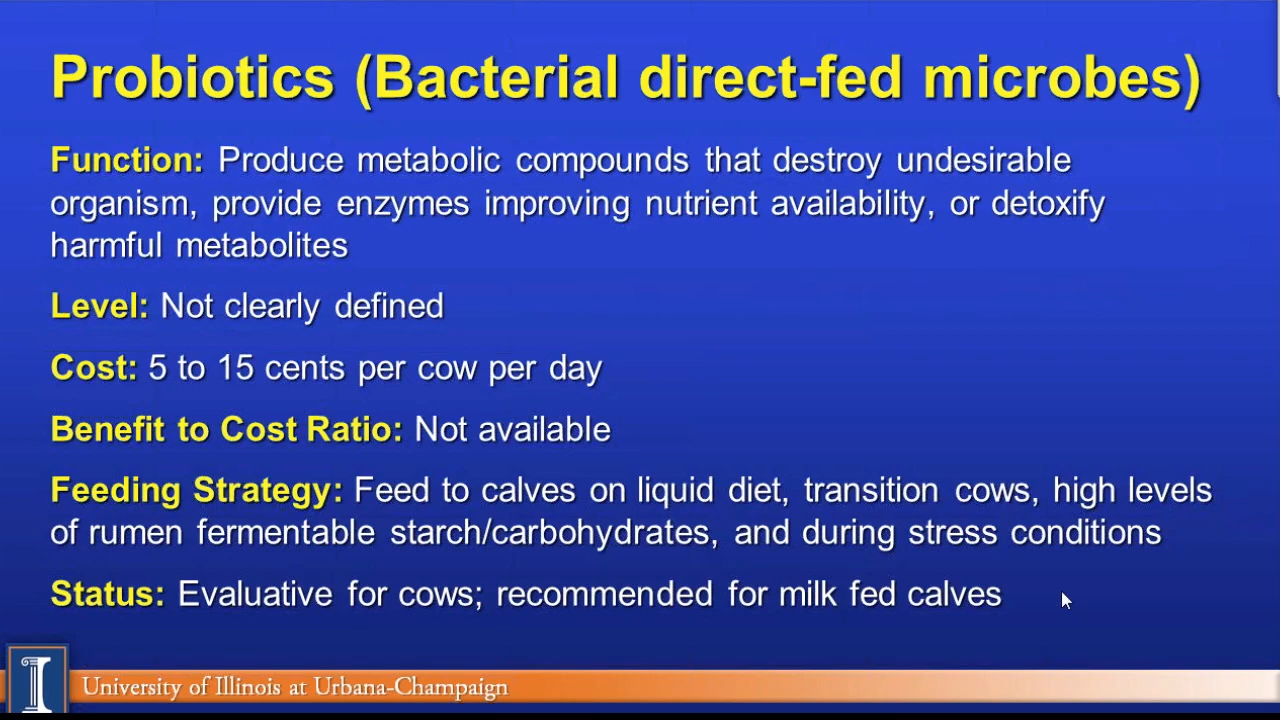 Probiotics (Bacterial direct-fed microbes)
Function: Produce metabolic compounds that destroy undesirable
organism, provide enzymes improving nutrient availability, or detoxify
harmful metabolites
Level: Not clearly defined
Cost: 5 to 15 cents per cow per day
Benefit to Cost Ratio: Not available
Feeding Strategy: Feed to calves on liquid diet, transition cows, high levels
of rumen fermentable starch/carbohydrates, and during stress conditions
Status: Evaluative for cows; recommended for milk fed calves
I
University of Illinois at Urbana-Champaign